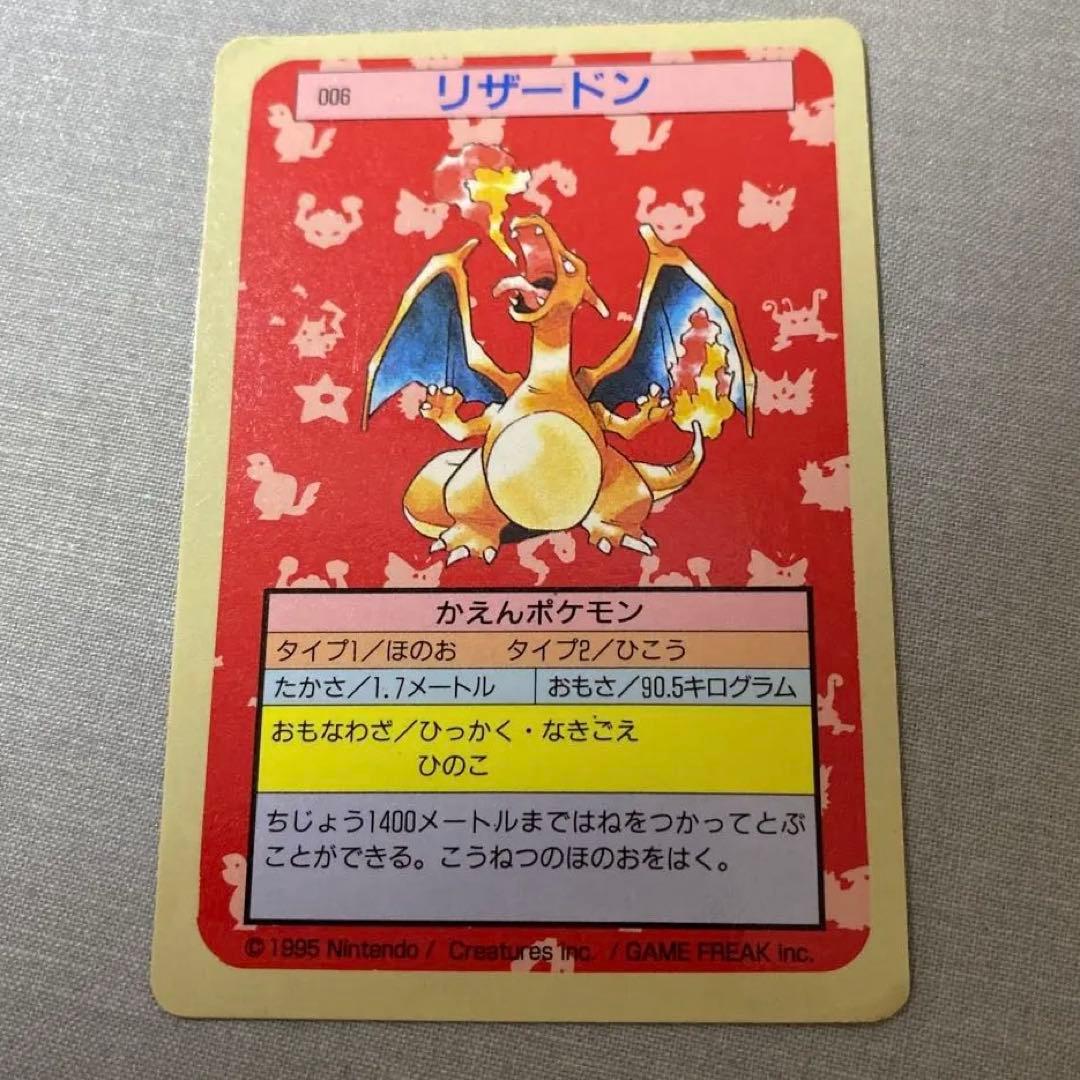 006 リザードン
かえんポケモン
タイプ1／ほのお タイプ2／ひこう
たかさ／1.7メートル おもさ／90.5キログラム
おもなわざ／ひっかく・なきごえ
ひのこ
ちじょう1400メートルまではねをつかってとぶ
ことができる。こうねつのほのおをはく。
©1995 Nintendo / Creatures inc. / GAME FREAK inc.